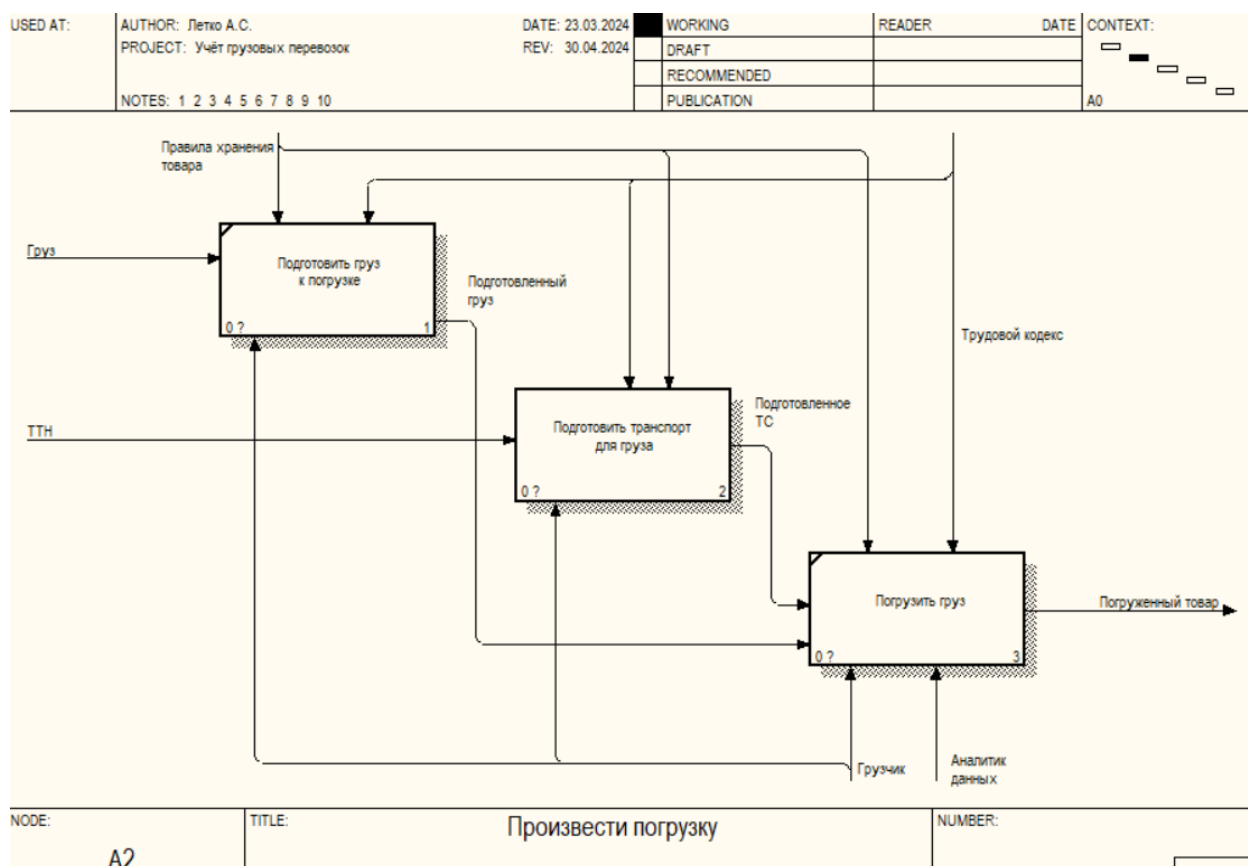 USED AT:
AUTHOR: Летко А.С.
DATE: 23.03.2024
PROJECT: Учёт грузовых перевозок
REV: 30.04.2024
NOTES: 1 2 3 4 5 6 7 8 9 10
WORKING
DRAFT
RECOMMENDED
PUBLICATION
READER
DATE
CONTEXT:
A0
Правила хранения
товара
Груз
Подготовить груз
к погрузке
0 ?
1
Подготовленный
груз
Трудовой кодекс
ТТН
Подготовить транспорт
для груза
0 ?
2
Подготовленное
ТС
Погрузить груз
0 ?
3
Погруженный товар
Грузчик
Аналитик
данных
NODE:
A2
TITLE:
Произвести погрузку
NUMBER: